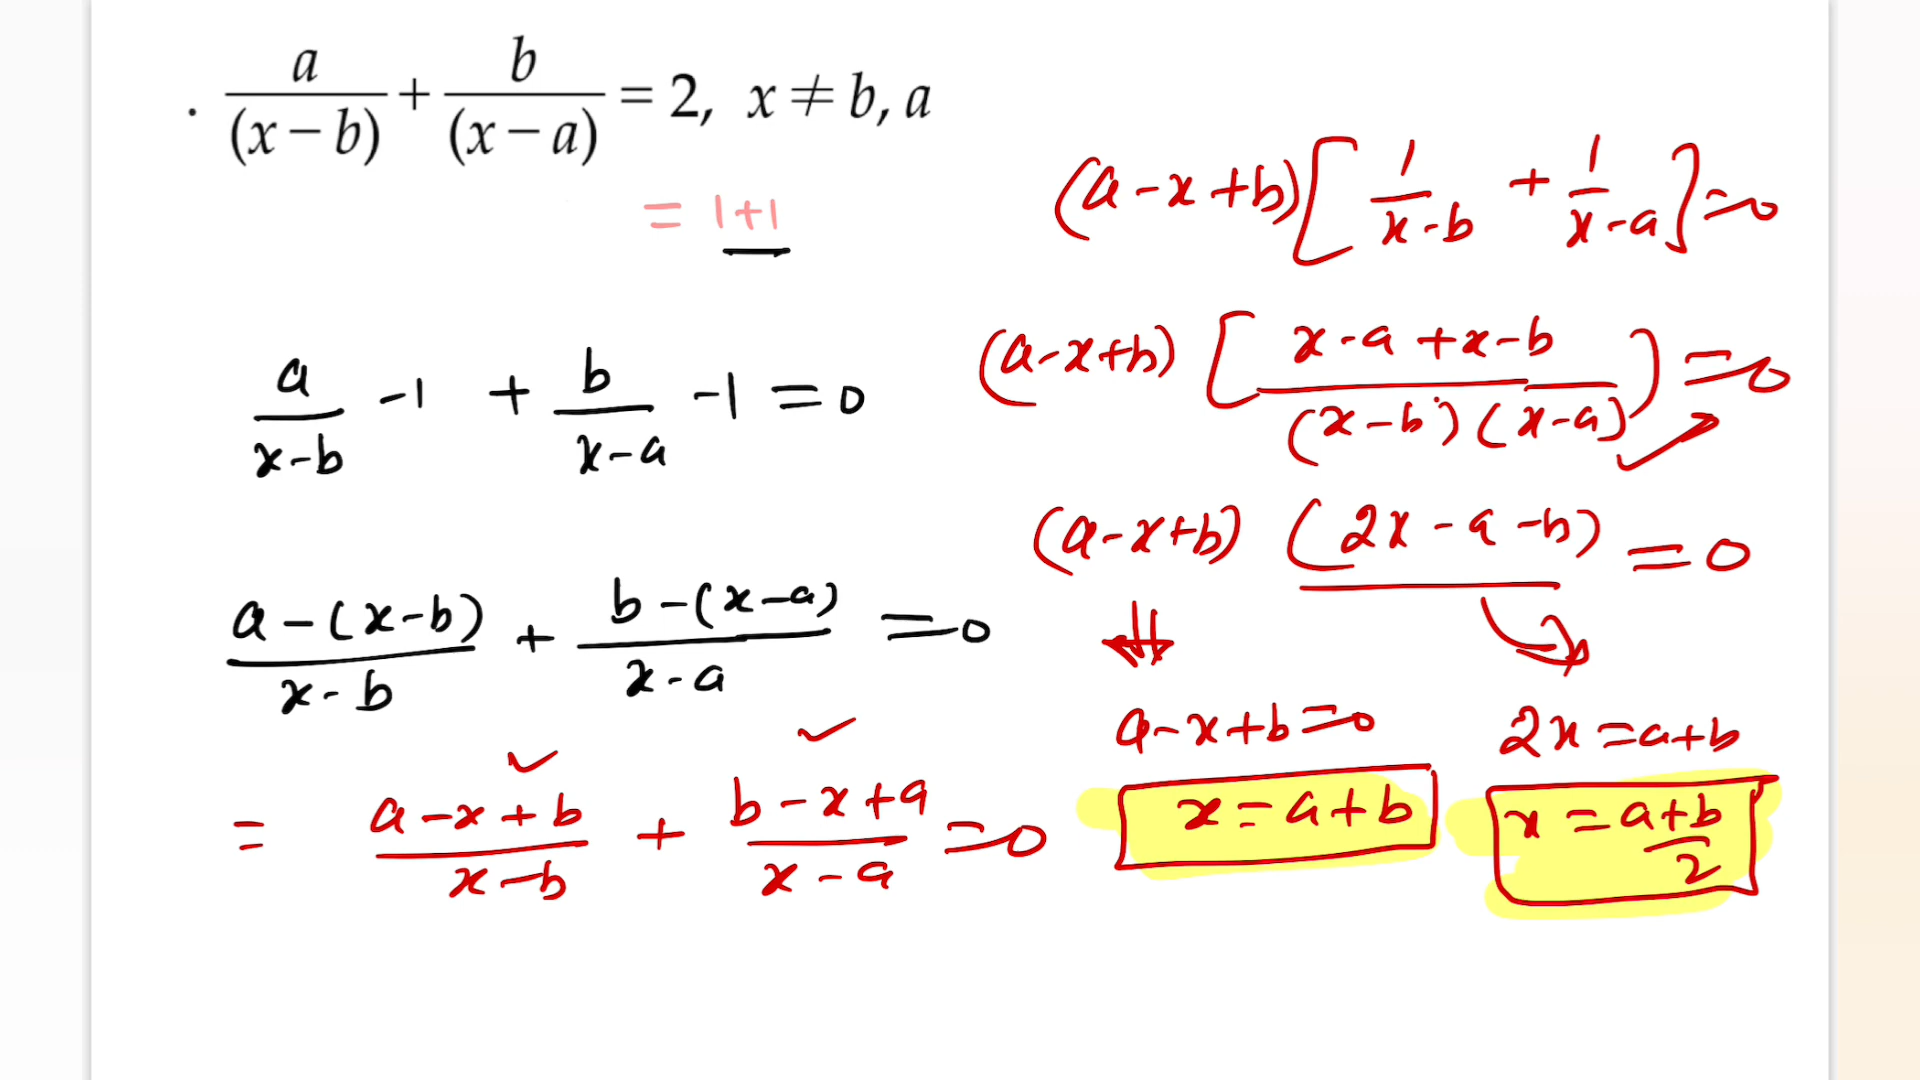 . a/(x − b) + b/(x − a) = 2, x ≠ b, a
= 1+1
a/(x-b) -1 + b/(x-a) -1 = 0
(a-(x-b))/(x-b) + (b-(x-a))/(x-a) = 0
= (a-x+b)/(x-b) + (b-x+a)/(x-a) = 0
(a-x+b)[1/(x-b) + 1/(x-a)] = 0
(a-x+b) [(x-a+x-b)/((x-b)(x-a))) = 0
(a-x+b) (2x-a-b) = 0
a-x+b=0
x=a+b
2x=a+b
x = (a+b)/2